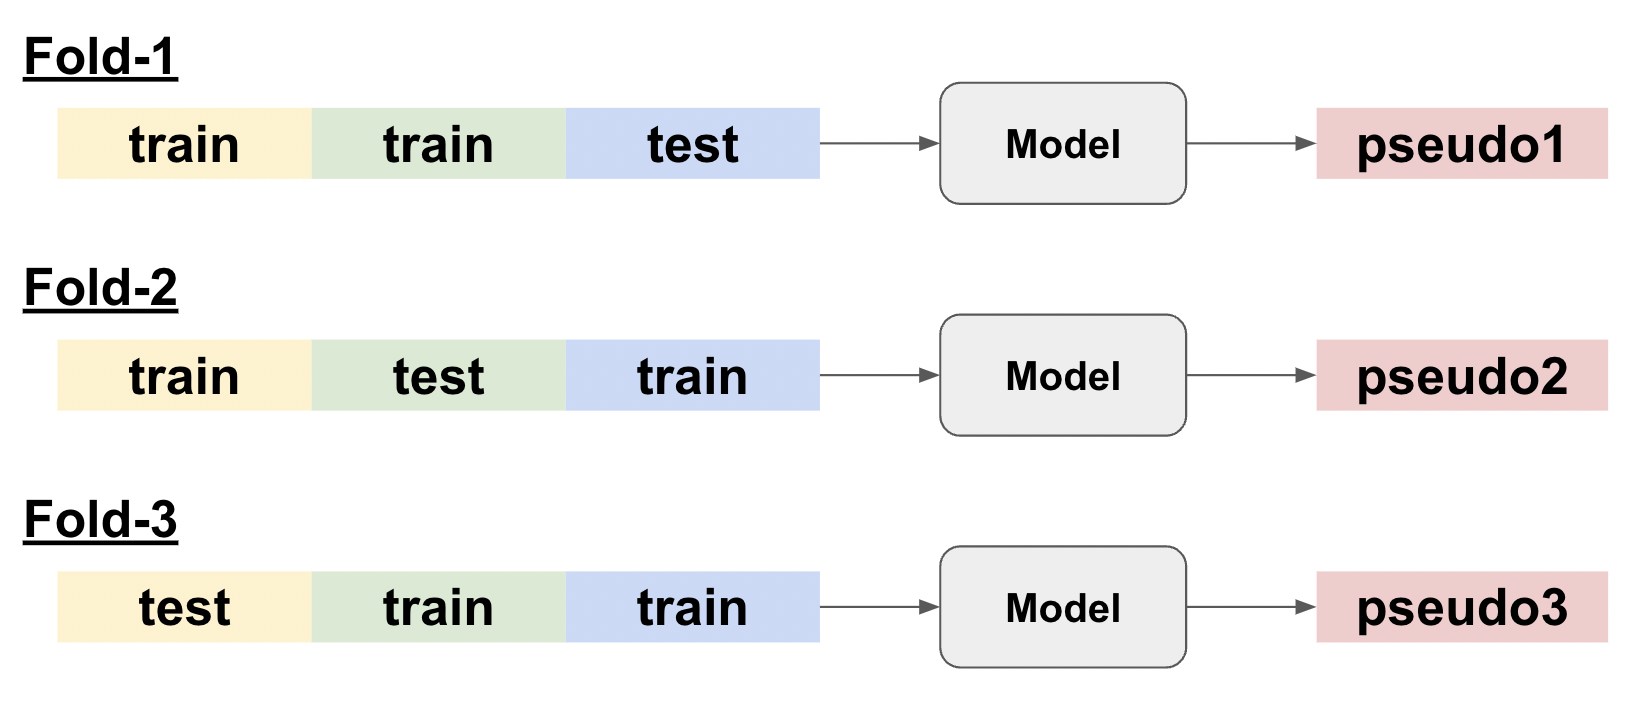 Fold-1
train train test Model pseudo1
Fold-2
train test train Model pseudo2
Fold-3
test train train Model pseudo3